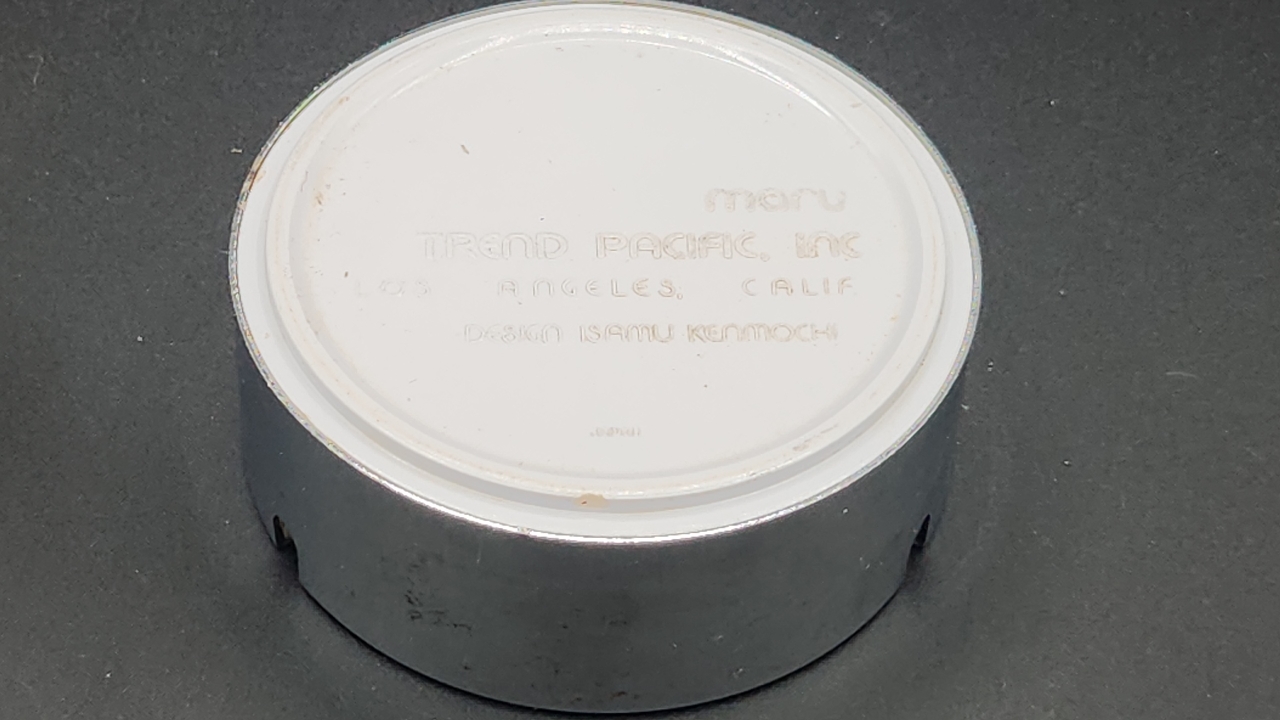 maru
TREND PACIFIC, INC
LOS ANGELES, CALIF
DESIGN ISAMU KENMOCHI